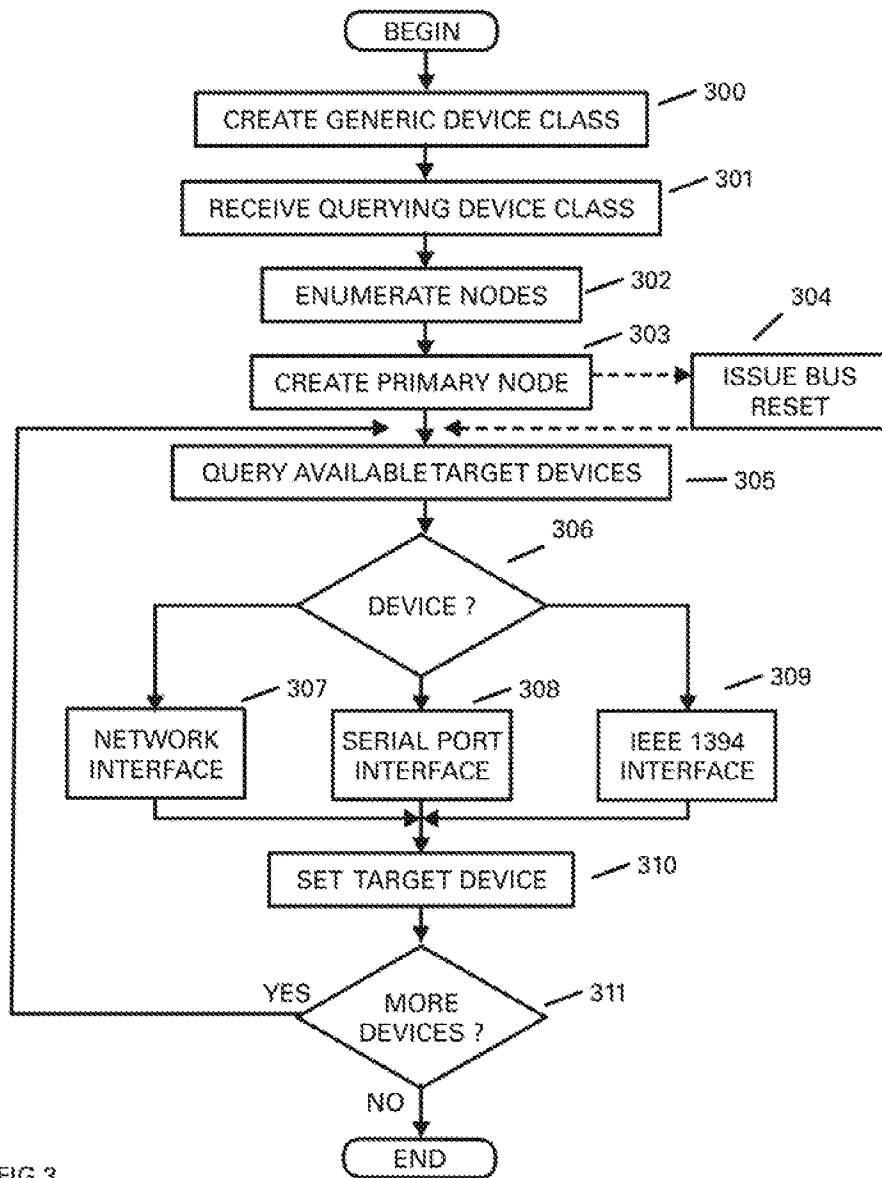 BEGIN
300
CREATE GENERIC DEVICE CLASS
301
RECEIVE QUERYING DEVICE CLASS
302
ENUMERATE NODES
303
304
CREATE PRIMARY NODE
ISSUE BUS
RESET
QUERY AVAILABLE TARGET DEVICES
305
306
DEVICE ?
307
308
309
NETWORK
INTERFACE
SERIAL PORT
INTERFACE
IEEE 1394
INTERFACE
SET TARGET DEVICE
310
YES
MORE
DEVICES ?
311
NO
END
FIG 3